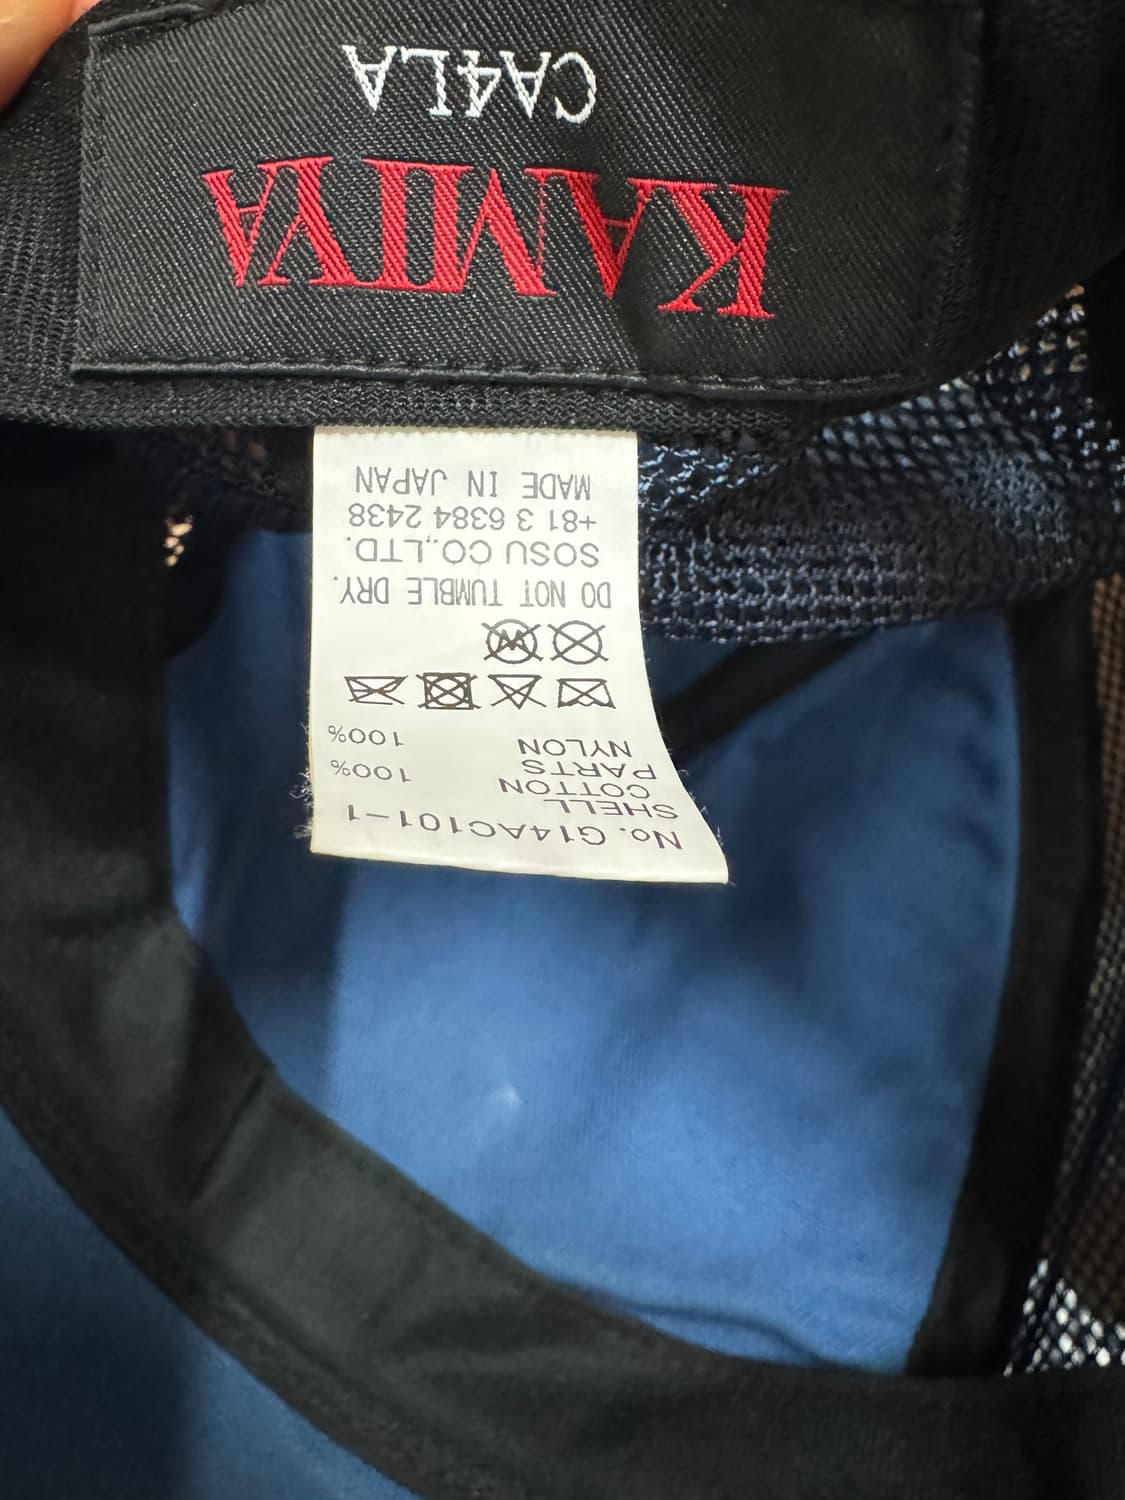 No. G14AC101-1
SHELL
COTTON 100%
PARTS
NYLON 100%
DO NOT TUMBLE DRY.
SOSU CO.,LTD.
+81 3 6384 2438
MADE IN JAPAN
KAMIYA
CA4LA